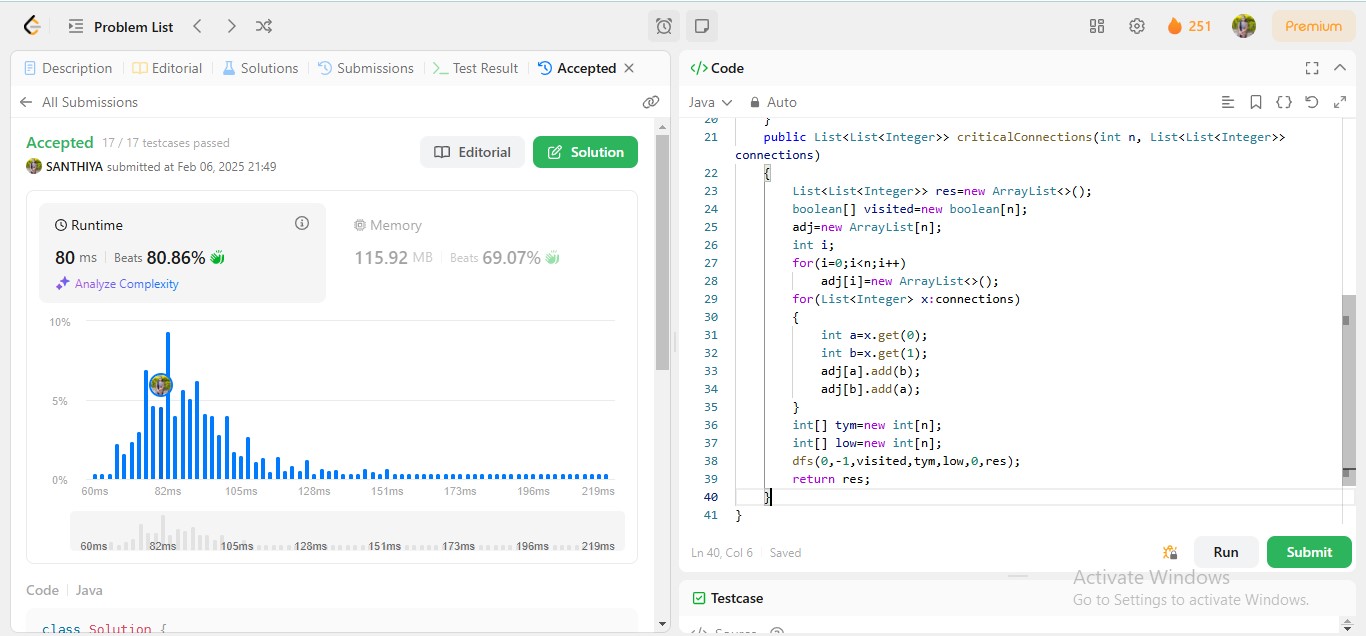 Problem List
251
Premium
Description
Editorial
Solutions
Submissions
Test Result
Accepted
All Submissions
Accepted 17 / 17 testcases passed
SANTHIYA submitted at Feb 06, 2025 21:49
Editorial
Solution
Runtime
80 ms Beats 80.86%
Analyze Complexity
Memory
115.92 MB Beats 69.07%
10%
5%
0%
60ms 82ms 105ms 128ms 151ms 173ms 196ms 219ms
60ms 82ms 105ms 128ms 151ms 173ms 196ms 219ms
Code Java
class Solution {
</> Code
Java Auto
20 }
21 public List<List<Integer>> criticalConnections(int n, List<List<Integer>>
connections)
22 {
23 List<List<Integer>> res=new ArrayList<>();
24 boolean[] visited=new boolean[n];
25 adj=new ArrayList[n];
26 int i;
27 for(i=0;i<n;i++)
28 adj[i]=new ArrayList<>();
29 for(List<Integer> x:connections)
30 {
31 int a=x.get(0);
32 int b=x.get(1);
33 adj[a].add(b);
34 adj[b].add(a);
35 }
36 int[] tym=new int[n];
37 int[] low=new int[n];
38 dfs(0,-1,visited,tym,low,0,res);
39 return res;
40 }
41 }
Ln 40, Col 6 Saved
Run
Submit
Activate Windows
Go to Settings to activate Windows.
Testcase
</> Source